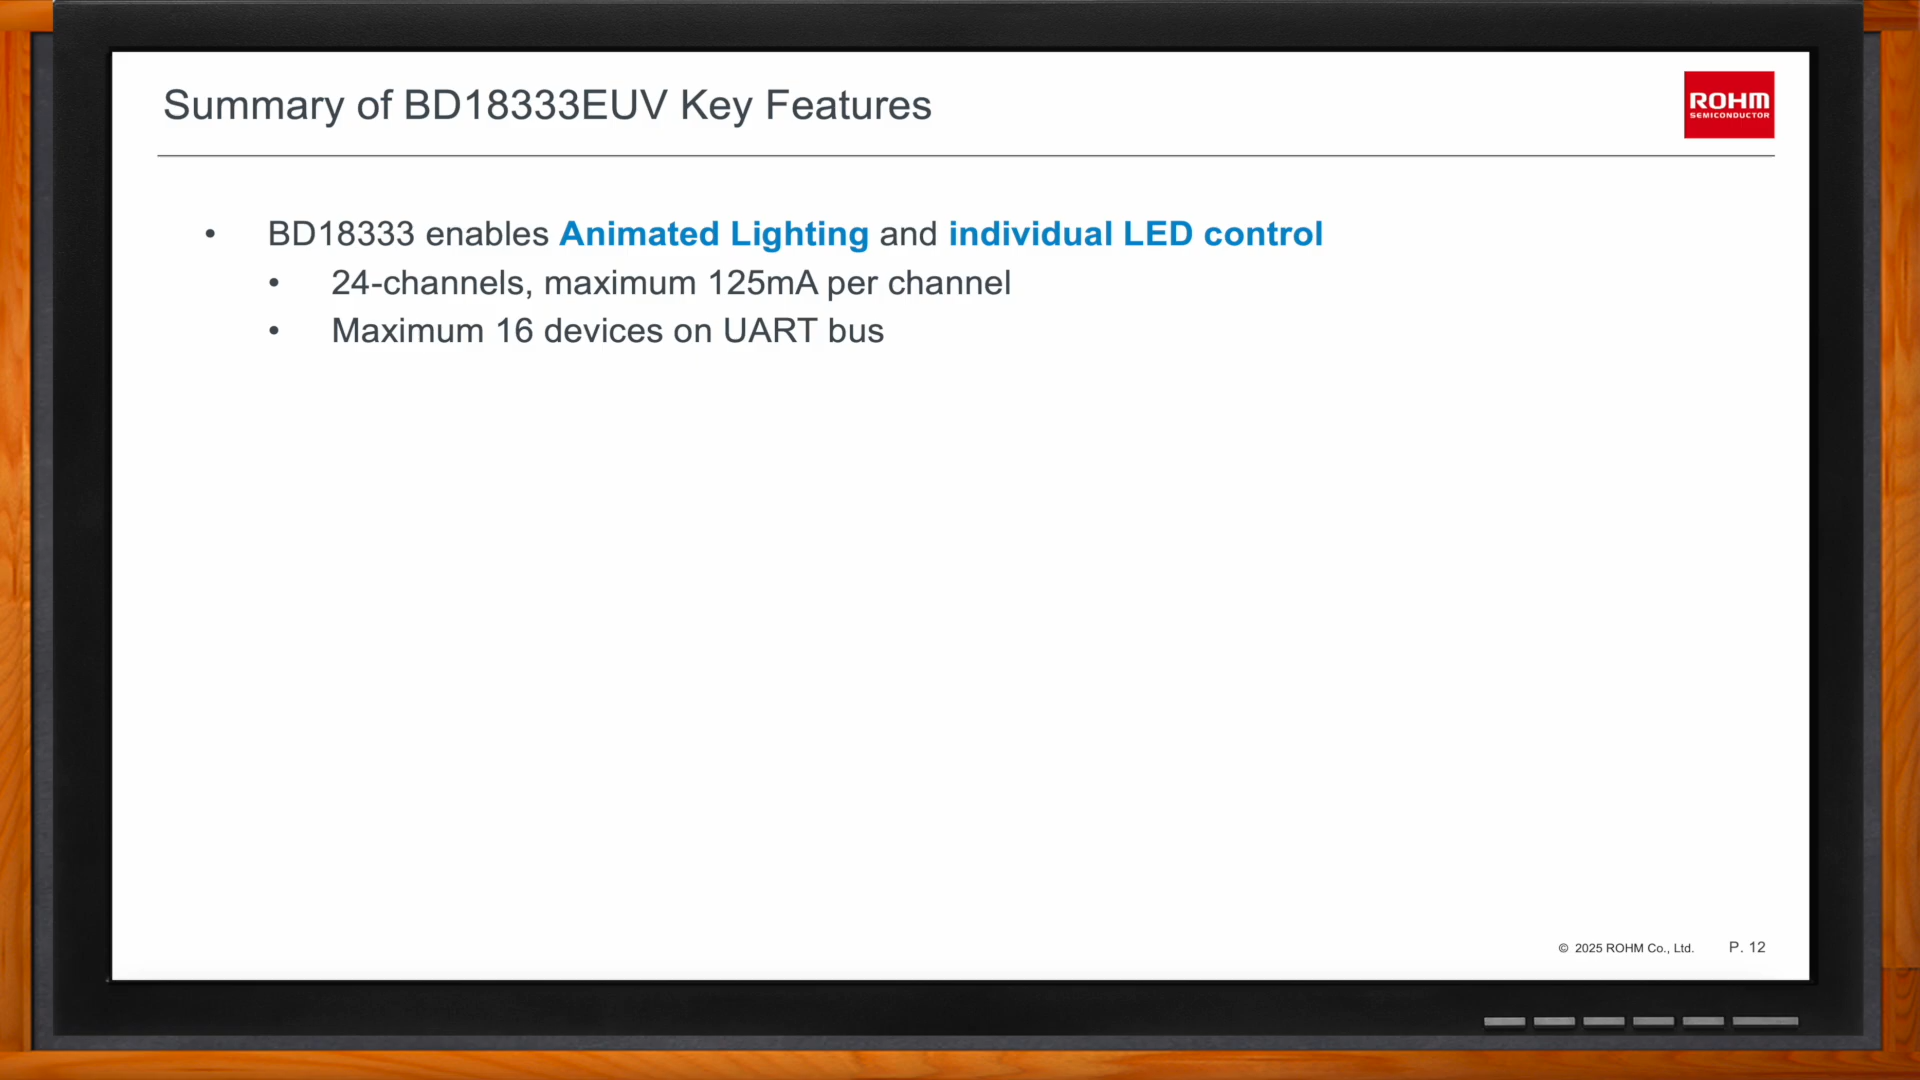 Summary of BD18333EUV Key Features
ROHM
SEMICONDUCTOR
• BD18333 enables Animated Lighting and individual LED control
• 24-channels, maximum 125mA per channel
• Maximum 16 devices on UART bus
© 2025 ROHM Co., Ltd. P. 12